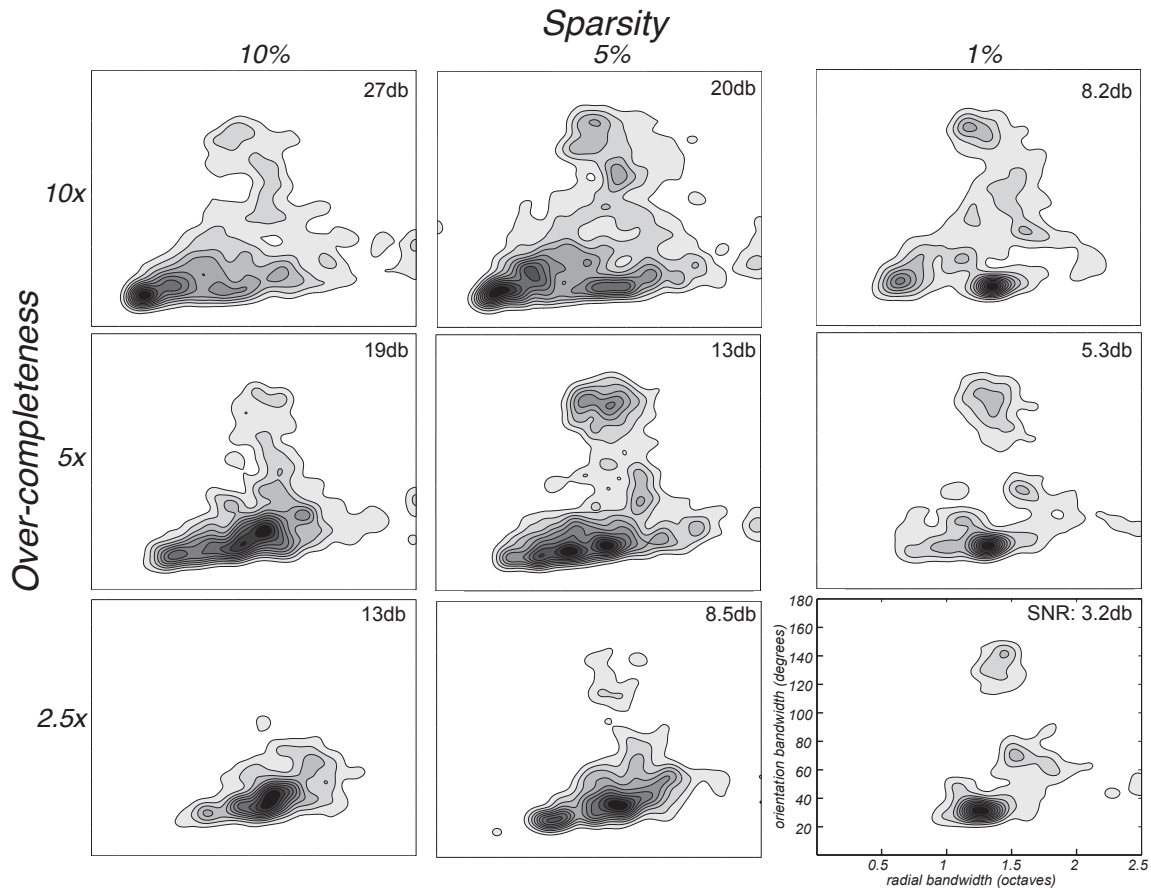 Sparsity
10% 5% 1%
27db 20db 8.2db
10x
19db 13db 5.3db
5x
Over-completeness
13db 8.5db SNR: 3.2db
2.5x
180
160
140
120
100
80
60
40
20
orientation bandwidth (degrees)
0.5 1 1.5 2 2.5
radial bandwidth (octaves)